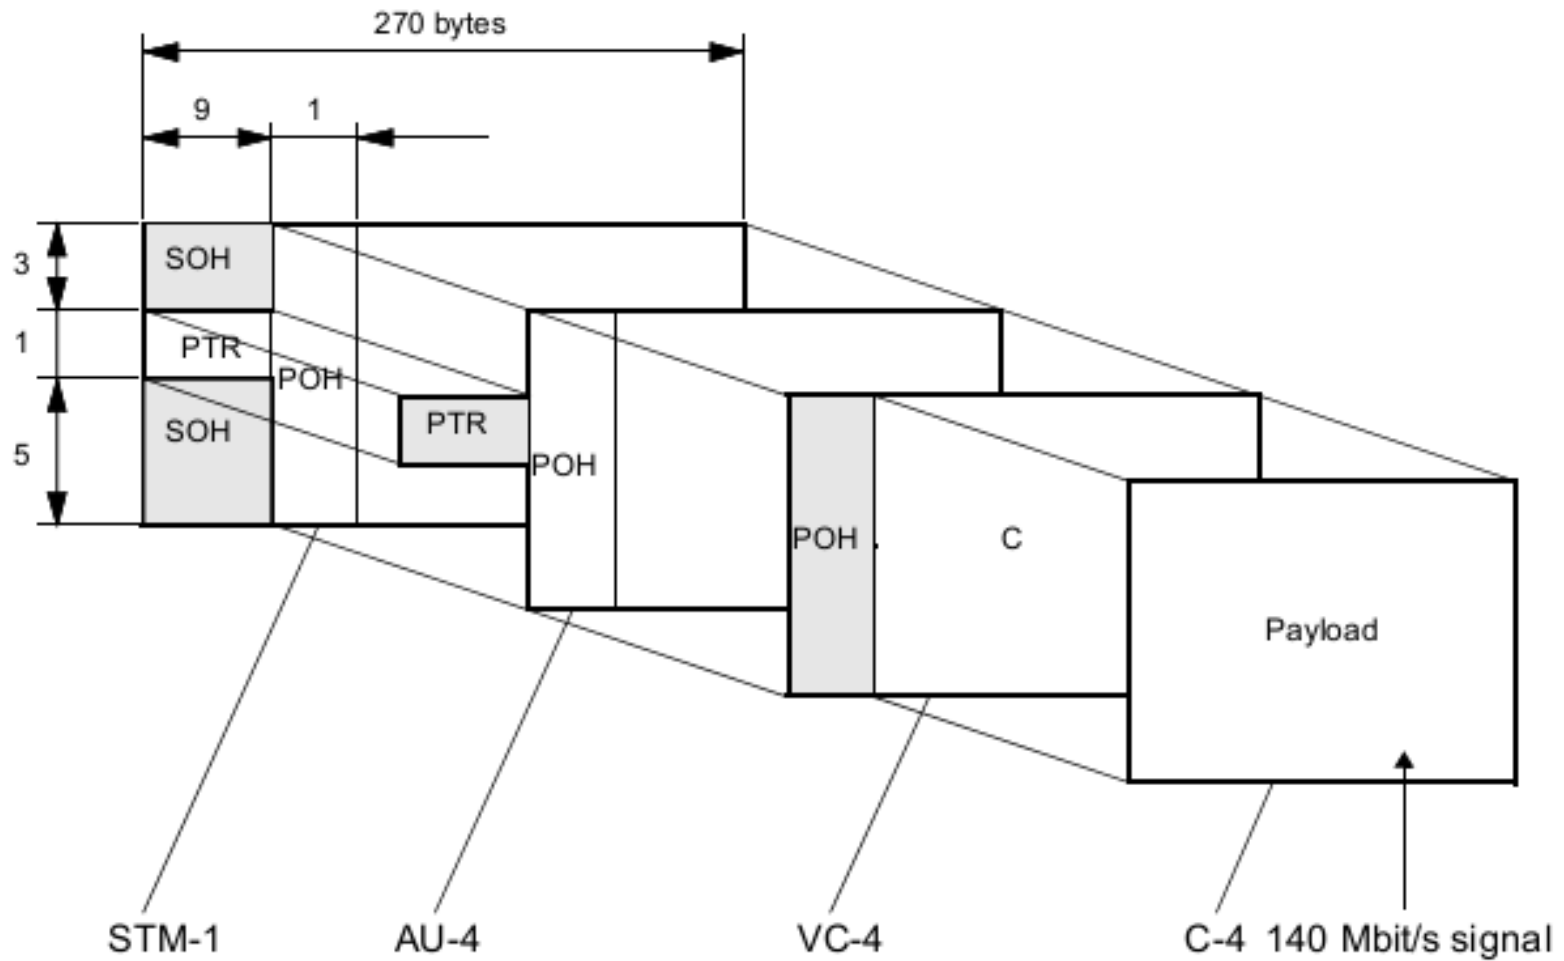 270 bytes
9
1
3
SOH
1
PTR
POH
5
SOH
PTR
POH
POH
C
Payload
STM-1
AU-4
VC-4
C-4
140 Mbit/s signal